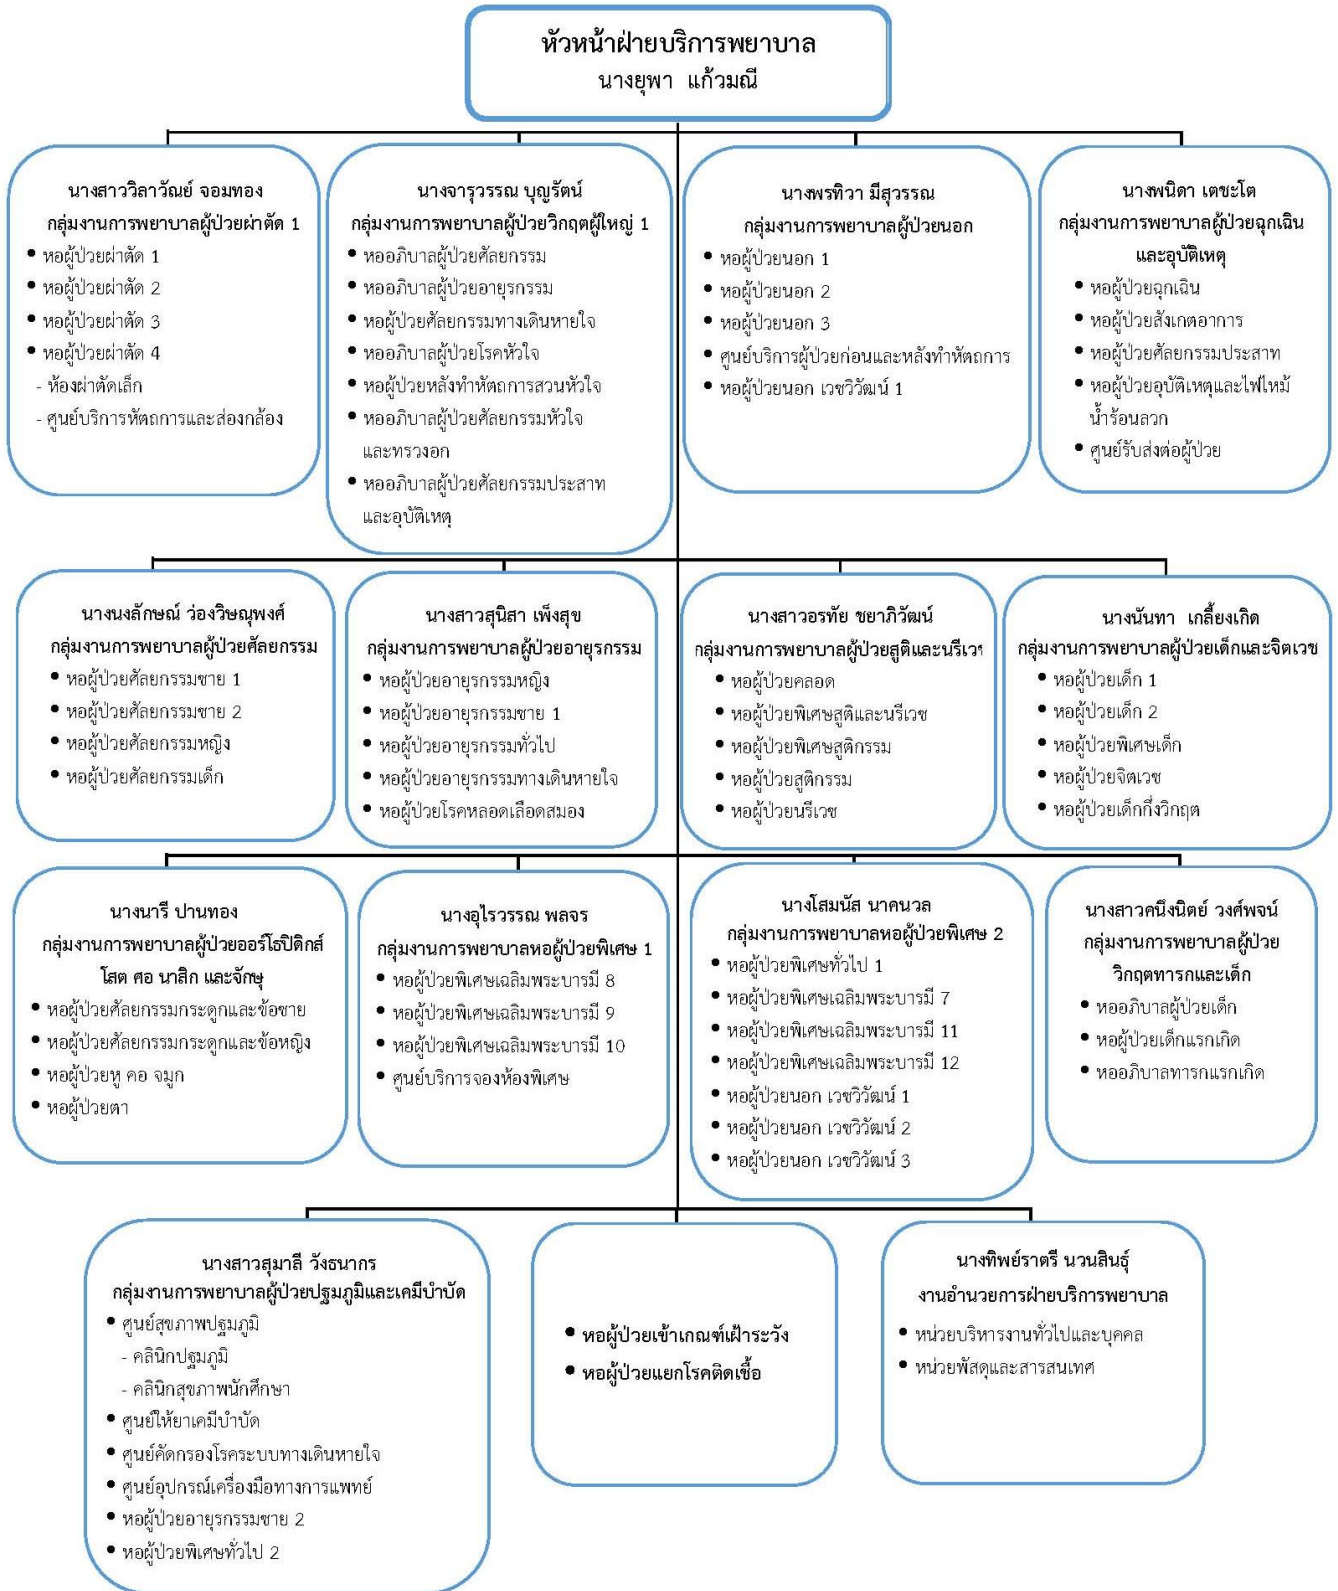 หัวหน้าฝ่ายบริการพยาบาล
นางยุพา แก้วมณี
นางสาววิลาวัณย์ จอมทอง
กลุ่มงานการพยาบาลผู้ป่วยผ่าตัด 1
• หอผู้ป่วยผ่าตัด 1
• หอผู้ป่วยผ่าตัด 2
• หอผู้ป่วยผ่าตัด 3
• หอผู้ป่วยผ่าตัด 4
- ห้องผ่าตัดเล็ก
- ศูนย์บริการหัตถการและส่องกล้อง
นางจารุวรรณ บุญรัตน์
กลุ่มงานการพยาบาลผู้ป่วยวิกฤตผู้ใหญ่ 1
• หออภิบาลผู้ป่วยศัลยกรรม
• หออภิบาลผู้ป่วยอายุรกรรม
• หอผู้ป่วยศัลยกรรมทางเดินหายใจ
• หออภิบาลผู้ป่วยโรคหัวใจ
• หอผู้ป่วยหลังทำหัตถการสวนหัวใจ
• หออภิบาลผู้ป่วยศัลยกรรมหัวใจ
และทรวงอก
• หออภิบาลผู้ป่วยศัลยกรรมประสาท
และอุบัติเหตุ
นางพรทิวา มีสุวรรณ
กลุ่มงานการพยาบาลผู้ป่วยนอก
• หอผู้ป่วยนอก 1
• หอผู้ป่วยนอก 2
• หอผู้ป่วยนอก 3
• ศูนย์บริการผู้ป่วยก่อนและหลังทำหัตถการ
• หอผู้ป่วยนอก เวชวิวัฒน์ 1
นางพนิดา เตชะโต
กลุ่มงานการพยาบาลผู้ป่วยฉุกเฉิน
และอุบัติเหตุ
• หอผู้ป่วยฉุกเฉิน
• หอผู้ป่วยสังเกตอาการ
• หอผู้ป่วยศัลยกรรมประสาท
• หอผู้ป่วยอุบัติเหตุและไฟไหม้
น้ำร้อนลวก
• ศูนย์รับส่งต่อผู้ป่วย
นางนงลักษณ์ ว่องวิษณุพงศ์
กลุ่มงานการพยาบาลผู้ป่วยศัลยกรรม
• หอผู้ป่วยศัลยกรรมชาย 1
• หอผู้ป่วยศัลยกรรมชาย 2
• หอผู้ป่วยศัลยกรรมหญิง
• หอผู้ป่วยศัลยกรรมเด็ก
นางสาวสุนิสา เพ็งสุข
กลุ่มงานการพยาบาลผู้ป่วยอายุรกรรม
• หอผู้ป่วยอายุรกรรมหญิง
• หอผู้ป่วยอายุรกรรมชาย 1
• หอผู้ป่วยอายุรกรรมทั่วไป
• หอผู้ป่วยอายุรกรรมทางเดินหายใจ
• หอผู้ป่วยโรคหลอดเลือดสมอง
นางสาวอรทัย ชยาภิวัฒน์
กลุ่มงานการพยาบาลผู้ป่วยสูติและนรีเวช
• หอผู้ป่วยคลอด
• หอผู้ป่วยพิเศษสูติและนรีเวช
• หอผู้ป่วยพิเศษสูติกรรม
• หอผู้ป่วยสูติกรรม
• หอผู้ป่วยนรีเวช
นางนันทา เกลี้ยงเกิด
กลุ่มงานการพยาบาลผู้ป่วยเด็กและจิตเวช
• หอผู้ป่วยเด็ก 1
• หอผู้ป่วยเด็ก 2
• หอผู้ป่วยพิเศษเด็ก
• หอผู้ป่วยจิตเวช
• หอผู้ป่วยเด็กกึ่งวิกฤต
นางนารี ปานทอง
กลุ่มงานการพยาบาลผู้ป่วยออร์โธปิดิกส์
โสต ศอ นาสิก และจักษุ
• หอผู้ป่วยศัลยกรรมกระดูกและข้อชาย
• หอผู้ป่วยศัลยกรรมกระดูกและข้อหญิง
• หอผู้ป่วยหู คอ จมูก
• หอผู้ป่วยตา
นางอุไรวรรณ พลจร
กลุ่มงานการพยาบาลหอผู้ป่วยพิเศษ 1
• หอผู้ป่วยพิเศษเฉลิมพระบารมี 8
• หอผู้ป่วยพิเศษเฉลิมพระบารมี 9
• หอผู้ป่วยพิเศษเฉลิมพระบารมี 10
• ศูนย์บริการจองห้องพิเศษ
นางโสมนัส นาคนวล
กลุ่มงานการพยาบาลหอผู้ป่วยพิเศษ 2
• หอผู้ป่วยพิเศษทั่วไป 1
• หอผู้ป่วยพิเศษเฉลิมพระบารมี 7
• หอผู้ป่วยพิเศษเฉลิมพระบารมี 11
• หอผู้ป่วยพิเศษเฉลิมพระบารมี 12
• หอผู้ป่วยนอก เวชวิวัฒน์ 1
• หอผู้ป่วยนอก เวชวิวัฒน์ 2
• หอผู้ป่วยนอก เวชวิวัฒน์ 3
นางสาวคนึงนิตย์ วงศ์พจน์
กลุ่มงานการพยาบาลผู้ป่วย
วิกฤตทารกและเด็ก
• หออภิบาลผู้ป่วยเด็ก
• หอผู้ป่วยเด็กแรกเกิด
• หออภิบาลทารกแรกเกิด
นางสาวสุมาลี วังธนากร
กลุ่มงานการพยาบาลผู้ป่วยปฐมภูมิและเคมีบำบัด
• ศูนย์สุขภาพปฐมภูมิ
- คลินิกปฐมภูมิ
- คลินิกสุขภาพนักศึกษา
• ศูนย์ให้ยาเคมีบำบัด
• ศูนย์คัดกรองโรคระบบทางเดินหายใจ
• ศูนย์อุปกรณ์เครื่องมือทางการแพทย์
• หอผู้ป่วยอายุรกรรมชาย 2
• หอผู้ป่วยพิเศษทั่วไป 2
• หอผู้ป่วยเข้าเกณฑ์เฝ้าระวัง
• หอผู้ป่วยแยกโรคติดเชื้อ
นางทิพย์ราตรี นวนสินธุ์
งานอำนวยการฝ่ายบริการพยาบาล
• หน่วยบริหารงานทั่วไปและบุคคล
• หน่วยพัสดุและสารสนเทศ